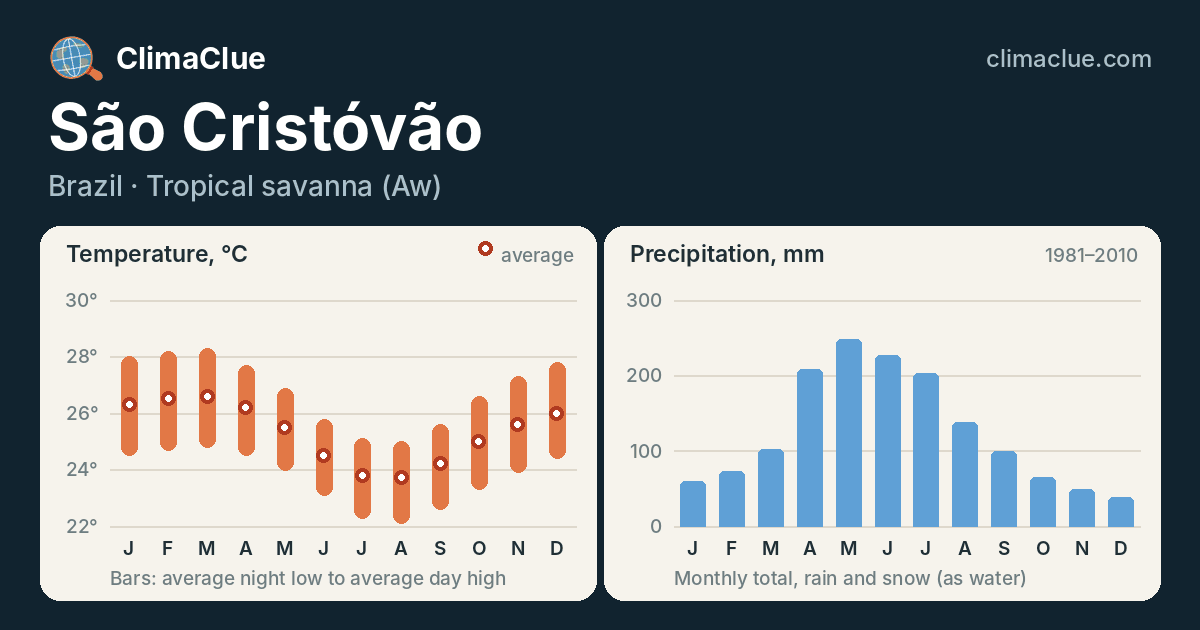 ClimaClue
climaclue.com
São Cristóvão
Brazil · Tropical savanna (Aw)
Temperature, °C
average
30°
28°
26°
24°
22°
J F M A M J J A S O N D
Bars: average night low to average day high
Precipitation, mm
1981–2010
300
200
100
0
J F M A M J J A S O N D
Monthly total, rain and snow (as water)